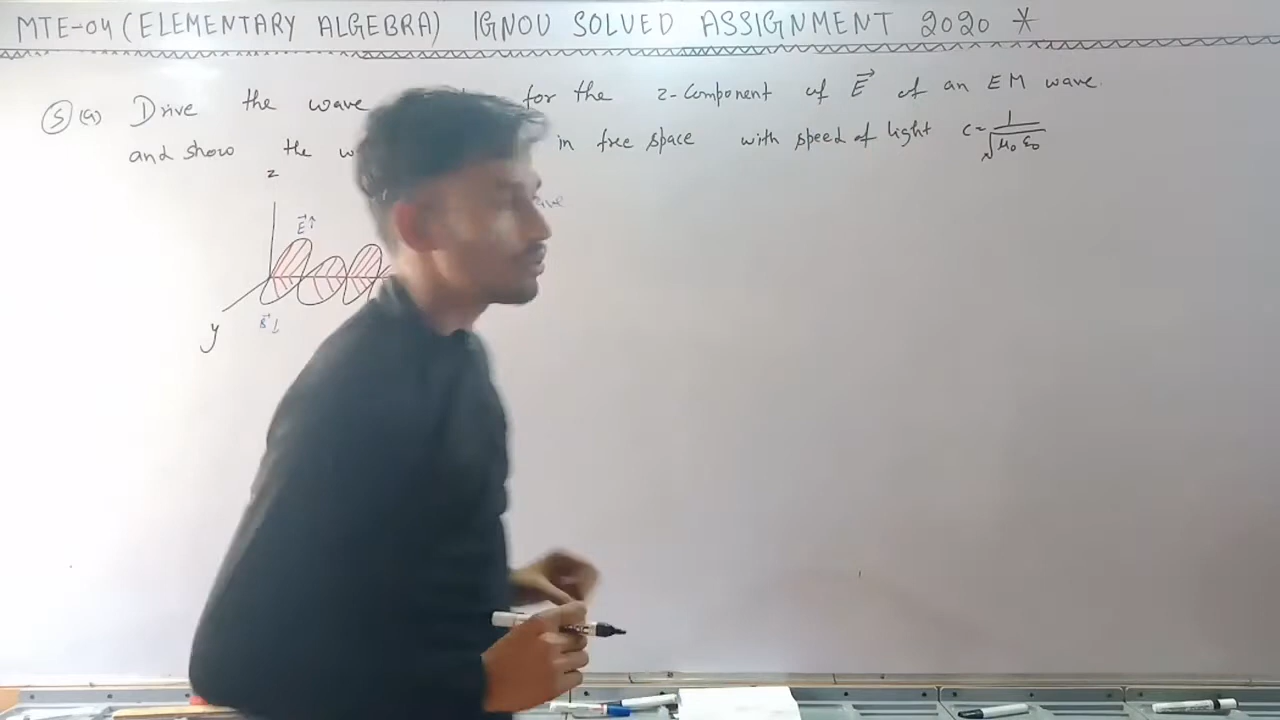 MTE-04 (ELEMENTARY ALGEBRA) IGNOU SOLVED ASSIGNMENT 2020 *
5 (a) Drive the wave for the z-component of E⃗ of an EM wave.
and show the in free space with speed of light c = 1/√μ₀ε₀
z
E⃗↑
y
B⃗↓